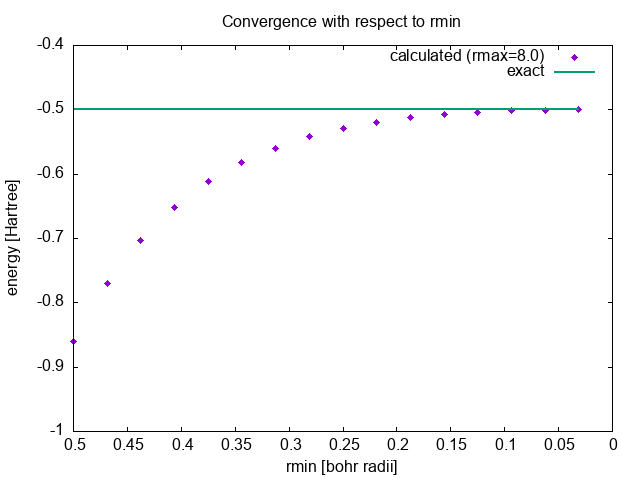 Convergence with respect to rmin
-0.4
calculated (rmax=8.0)
exact
-0.5
-0.6
-0.7
-0.8
-0.9
-1
energy [Hartree]
0.5 0.45 0.4 0.35 0.3 0.25 0.2 0.15 0.1 0.05 0
rmin [bohr radii]